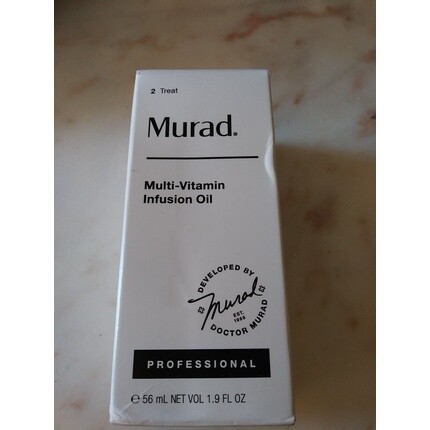 2 Treat
Murad®
Multi-Vitamin
Infusion Oil
DEVELOPED BY
Murad
EST.
DOCTOR MURAD
PROFESSIONAL
℮ 56 mL NET VOL 1.9 FL OZ